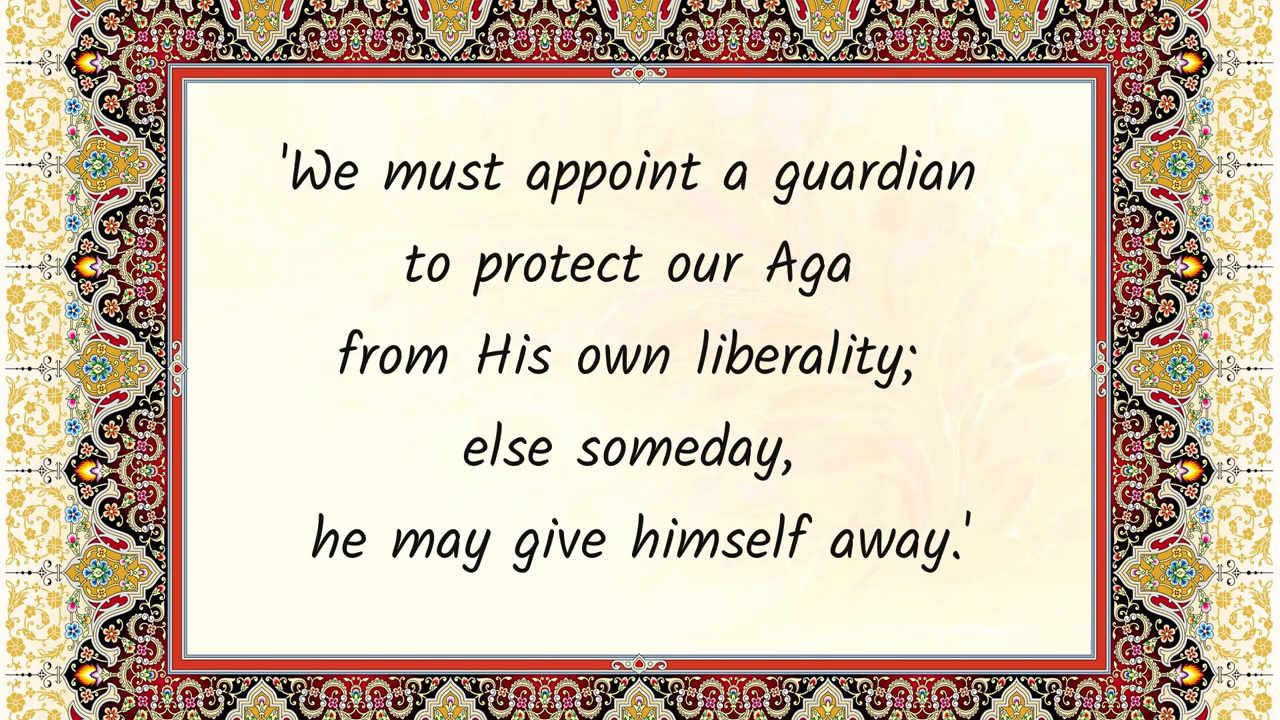 'We must appoint a guardian
to protect our Aga
from His own liberality;
else someday,
he may give himself away.'